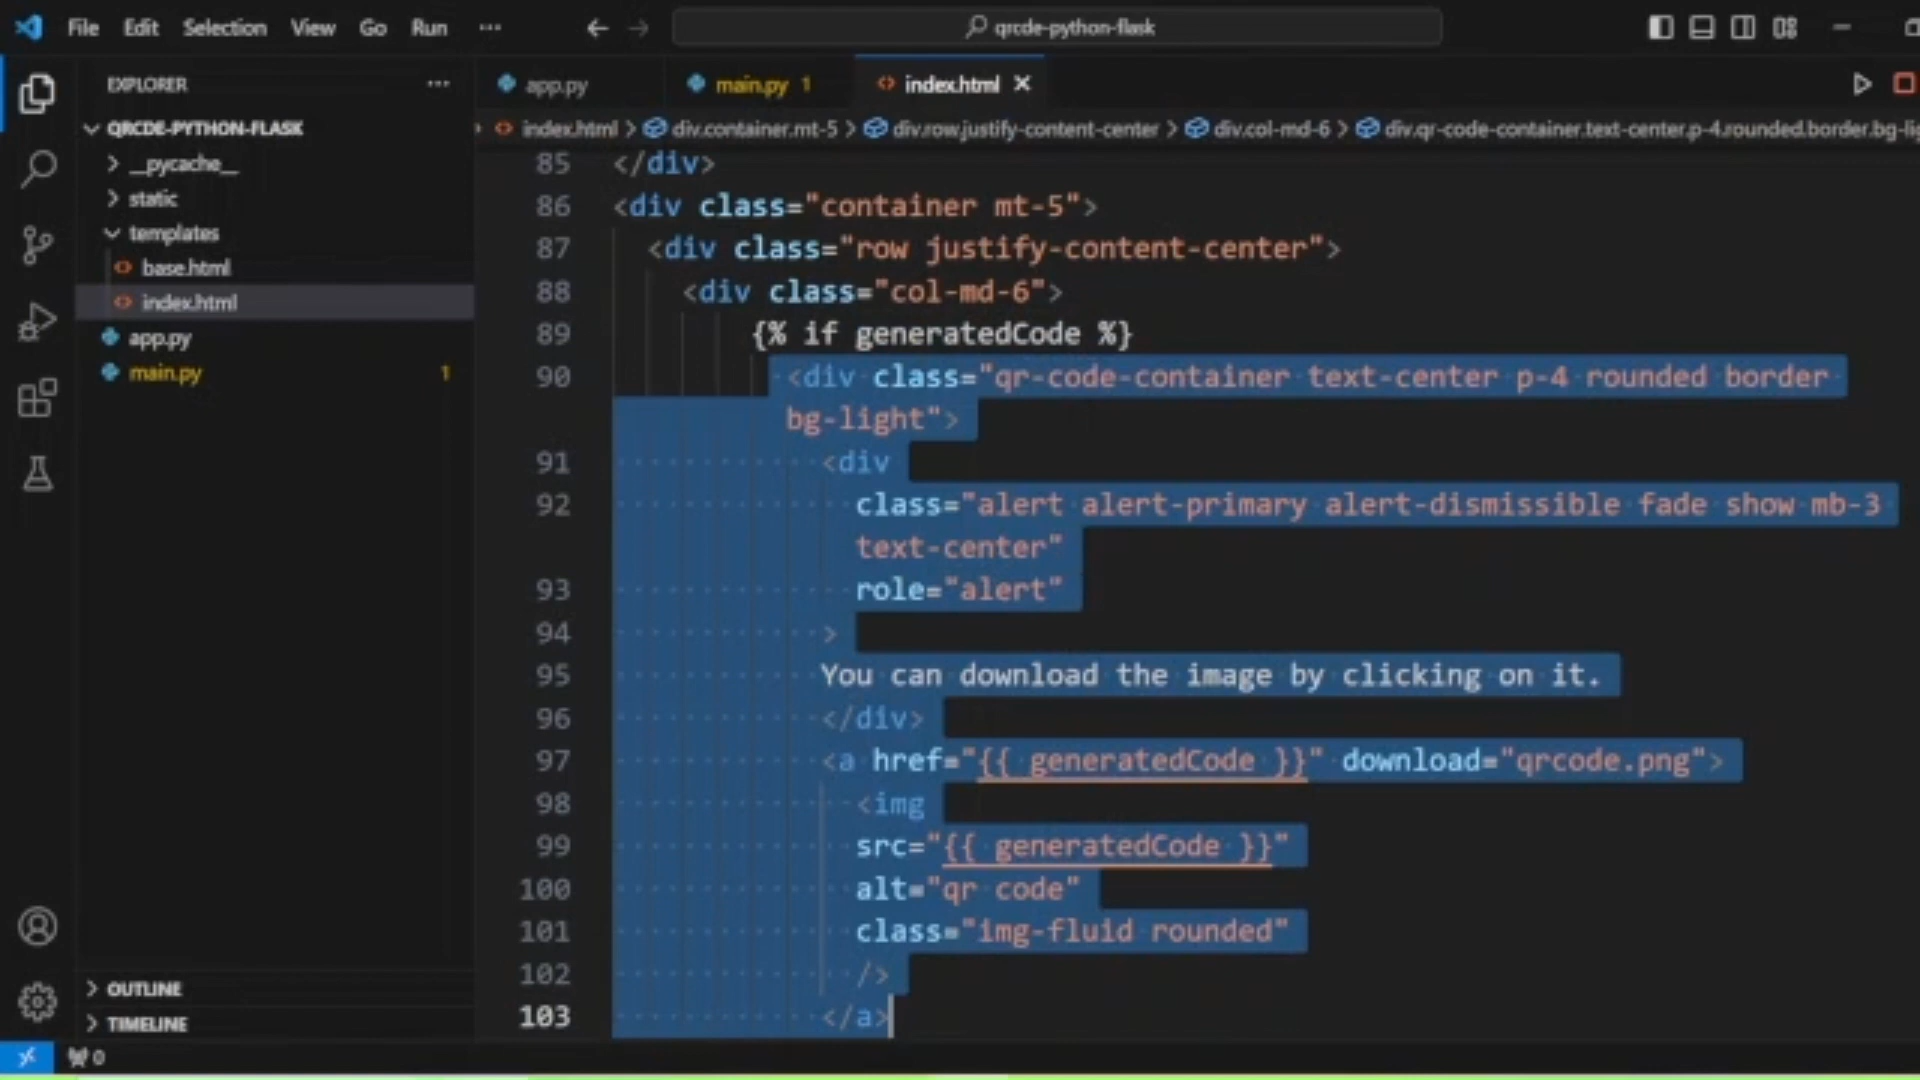 File Edit Selection View Go Run ···
qrcde-python-flask
EXPLORER ···
QRCDE-PYTHON-FLASK
__pycache__
static
templates
base.html
index.html
app.py
main.py 1
OUTLINE
TIMELINE
app.py main.py 1 index.html
index.html > div.container.mt-5 > div.row.justify-content-center > div.col-md-6 > div.qr-code-container.text-center.p-4.rounded.border.bg-lig
85 </div>
86 <div class="container mt-5">
87 <div class="row justify-content-center">
88 <div class="col-md-6">
89 {% if generatedCode %}
90 <div class="qr-code-container text-center p-4 rounded border
bg-light">
91 <div
92 class="alert alert-primary alert-dismissible fade show mb-3
text-center"
93 role="alert"
94 >
95 You can download the image by clicking on it.
96 </div>
97 <a href="{{ generatedCode }}" download="qrcode.png">
98 <img
99 src="{{ generatedCode }}"
100 alt="qr code"
101 class="img-fluid rounded"
102 />
103 </a>
0